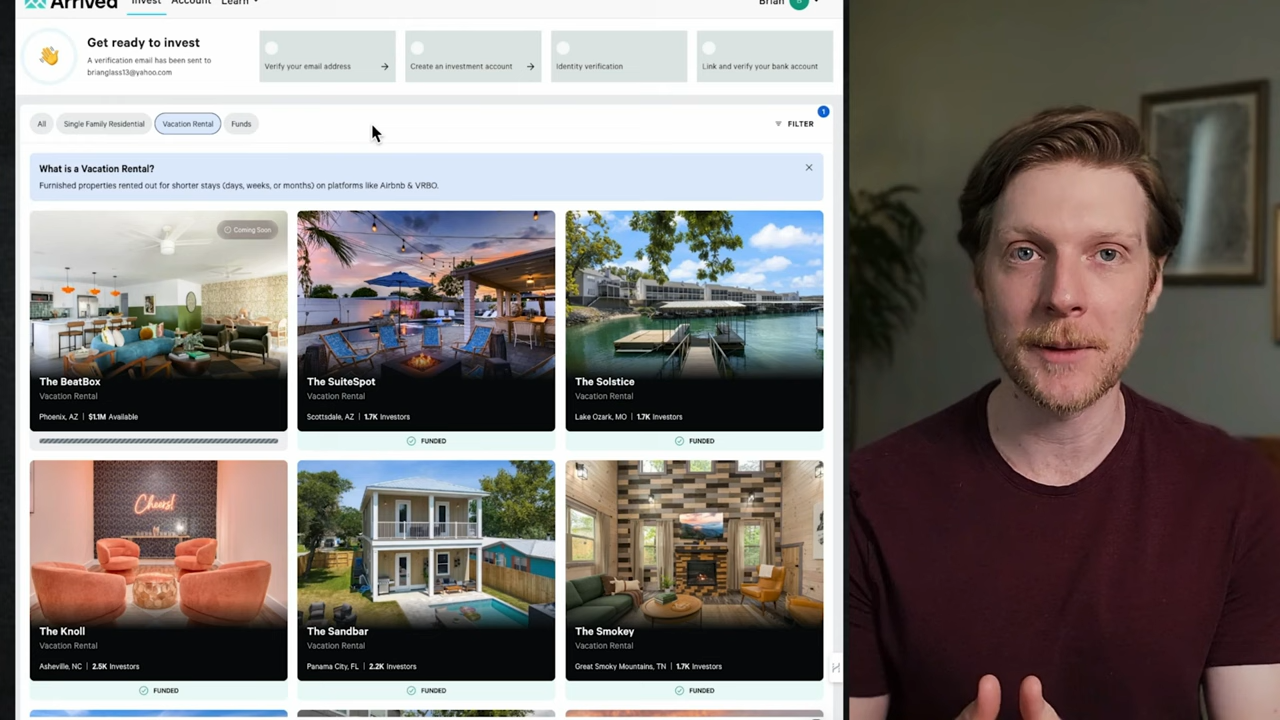 Arrived
Invest
Account
Learn
Brian
Get ready to invest
A verification email has been sent to
brianglass13@yahoo.com
Verify your email address
Create an investment account
Identity verification
Link and verify your bank account
All
Single Family Residential
Vacation Rental
Funds
1
FILTER
What is a Vacation Rental?
Furnished properties rented out for shorter stays (days, weeks, or months) on platforms like Airbnb & VRBO.
Coming Soon
The BeatBox
Vacation Rental
Phoenix, AZ | $1.1M Available
The SuiteSpot
Vacation Rental
Scottsdale, AZ | 1.7K Investors
FUNDED
The Solstice
Vacation Rental
Lake Ozark, MO | 1.7K Investors
FUNDED
Cheers!
The Knoll
Vacation Rental
Asheville, NC | 2.5K Investors
FUNDED
The Sandbar
Vacation Rental
Panama City, FL | 2.2K Investors
FUNDED
The Smokey
Vacation Rental
Great Smoky Mountains, TN | 1.7K Investors
FUNDED